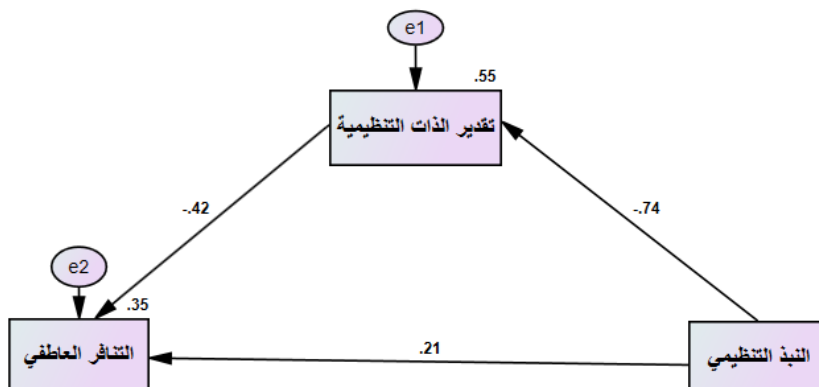 e1
.55
تقدير الذات التنظيمية
-.42
-.74
e2
.35
التنافر العاطفي
.21
النبذ التنظيمي